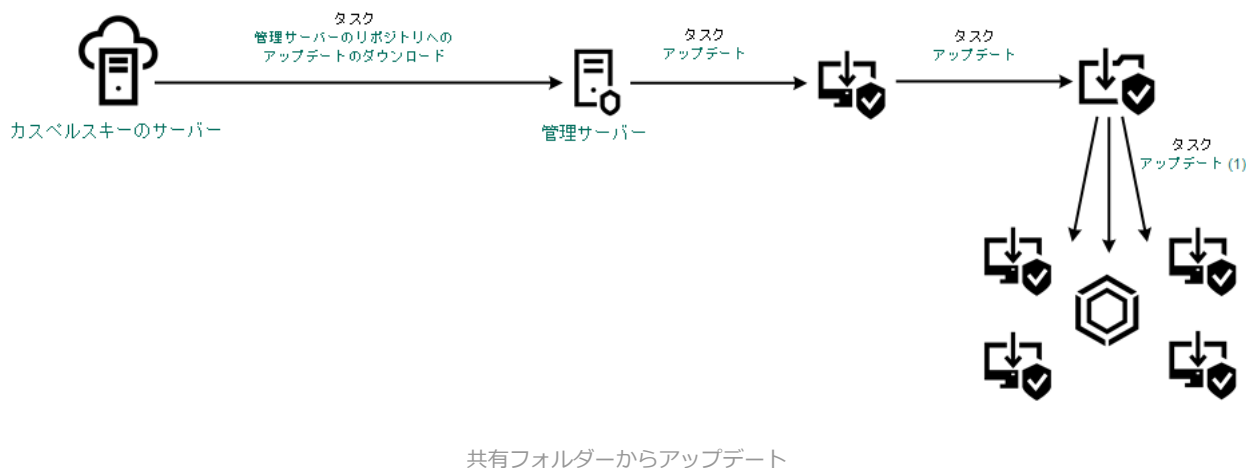 タスク
管理サーバーのリポジトリへの
アップデートのダウンロード
タスク
アップデート
タスク
アップデート
カスペルスキーのサーバー
管理サーバー
タスク
アップデート (1)
共有フォルダーからアップデート